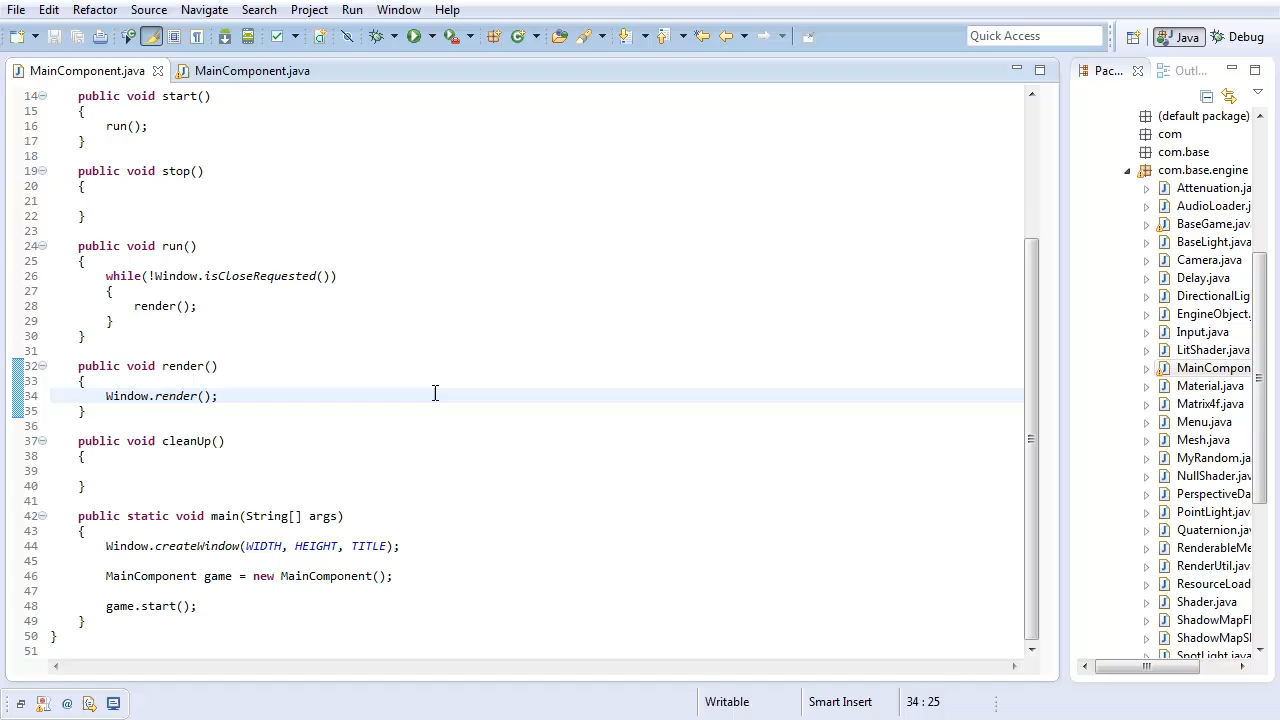 File Edit Refactor Source Navigate Search Project Run Window Help
Quick Access
Java
Debug
MainComponent.java
MainComponent.java
14 public void start()
15 {
16 run();
17 }
18
19 public void stop()
20 {
21
22 }
23
24 public void run()
25 {
26 while(!Window.isCloseRequested())
27 {
28 render();
29 }
30 }
31
32 public void render()
33 {
34 Window.render();
35 }
36
37 public void cleanUp()
38 {
39
40 }
41
42 public static void main(String[] args)
43 {
44 Window.createWindow(WIDTH, HEIGHT, TITLE);
45
46 MainComponent game = new MainComponent();
47
48 game.start();
49 }
50 }
51
Pac...
Outl...
(default package)
com
com.base
com.base.engine
Attenuation.ja
AudioLoader.j
BaseGame.jav
BaseLight.java
Camera.java
Delay.java
DirectionalLig
EngineObject.
Input.java
LitShader.java
MainCompon
Material.java
Matrix4f.java
Menu.java
Mesh.java
MyRandom.ja
NullShader.jav
PerspectiveDa
PointLight.jav
Quaternion.jav
RenderableMe
RenderUtil.jav
ResourceLoad
Shader.java
ShadowMapFl
ShadowMapSl
SpotLight.java
Writable
Smart Insert
34 : 25